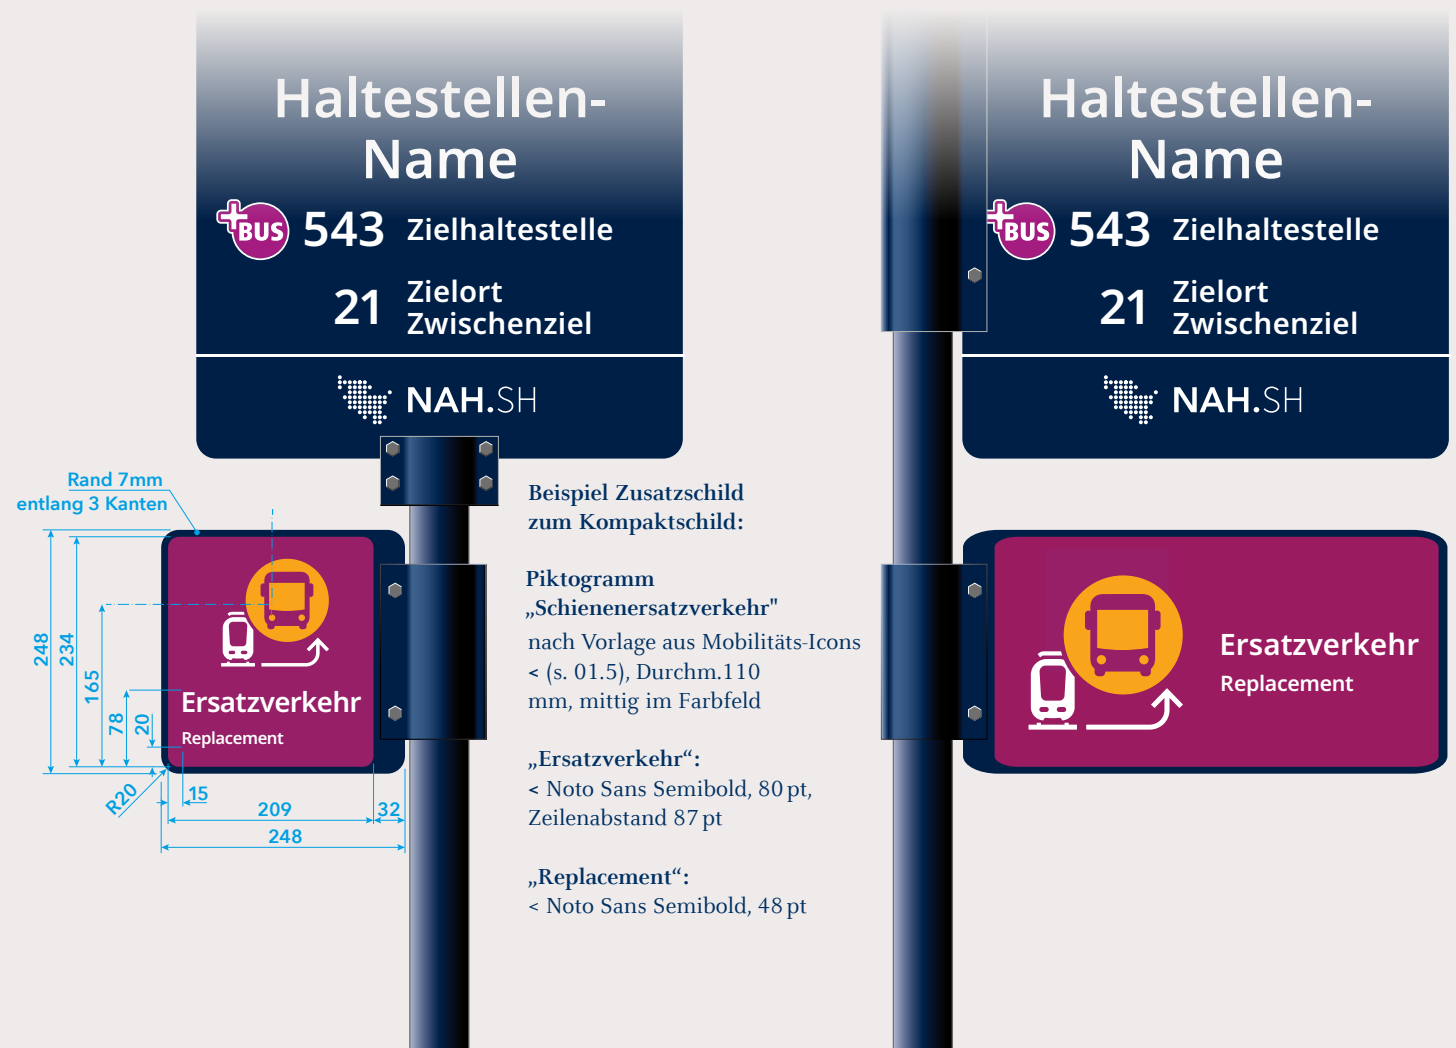 Haltestellen-
Name
+BUS 543 Zielhaltestelle
21 Zielort
Zwischenziel
NAH.SH
Haltestellen-
Name
+BUS 543 Zielhaltestelle
21 Zielort
Zwischenziel
NAH.SH
Rand 7mm
entlang 3 Kanten
248
234
165
78
20
R20
15
209
32
248
Ersatzverkehr
Replacement
Beispiel Zusatzschild
zum Kompaktschild:
Piktogramm
„Schienenersatzverkehr"
nach Vorlage aus Mobilitäts-Icons
< (s. 01.5), Durchm.110
mm, mittig im Farbfeld
„Ersatzverkehr“:
< Noto Sans Semibold, 80 pt,
Zeilenabstand 87 pt
„Replacement“:
< Noto Sans Semibold, 48 pt
Ersatzverkehr
Replacement